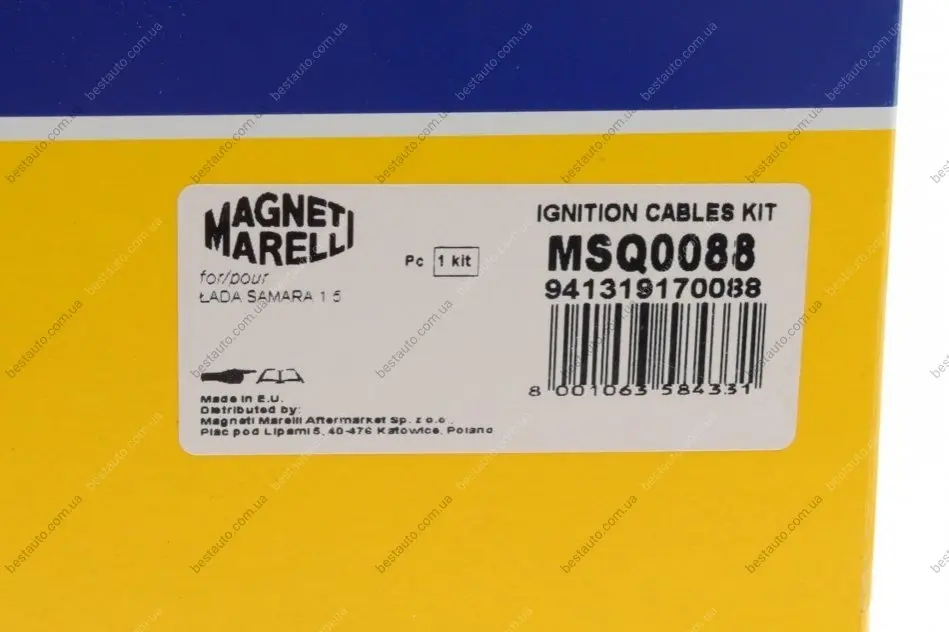 MAGNETI
MARELLI
for/pour
ŁADA SAMARA 1 5
Pc 1 kit
IGNITION CABLES KIT
MSQ0088
941319170088
8 001063 584331
Made in E.U.
Distributed by:
Magneti Marelli Aftermarket Sp. z o.o.
Plac pod Lipami 5, 40-476 Katowice, Poland
bestauto.com.ua